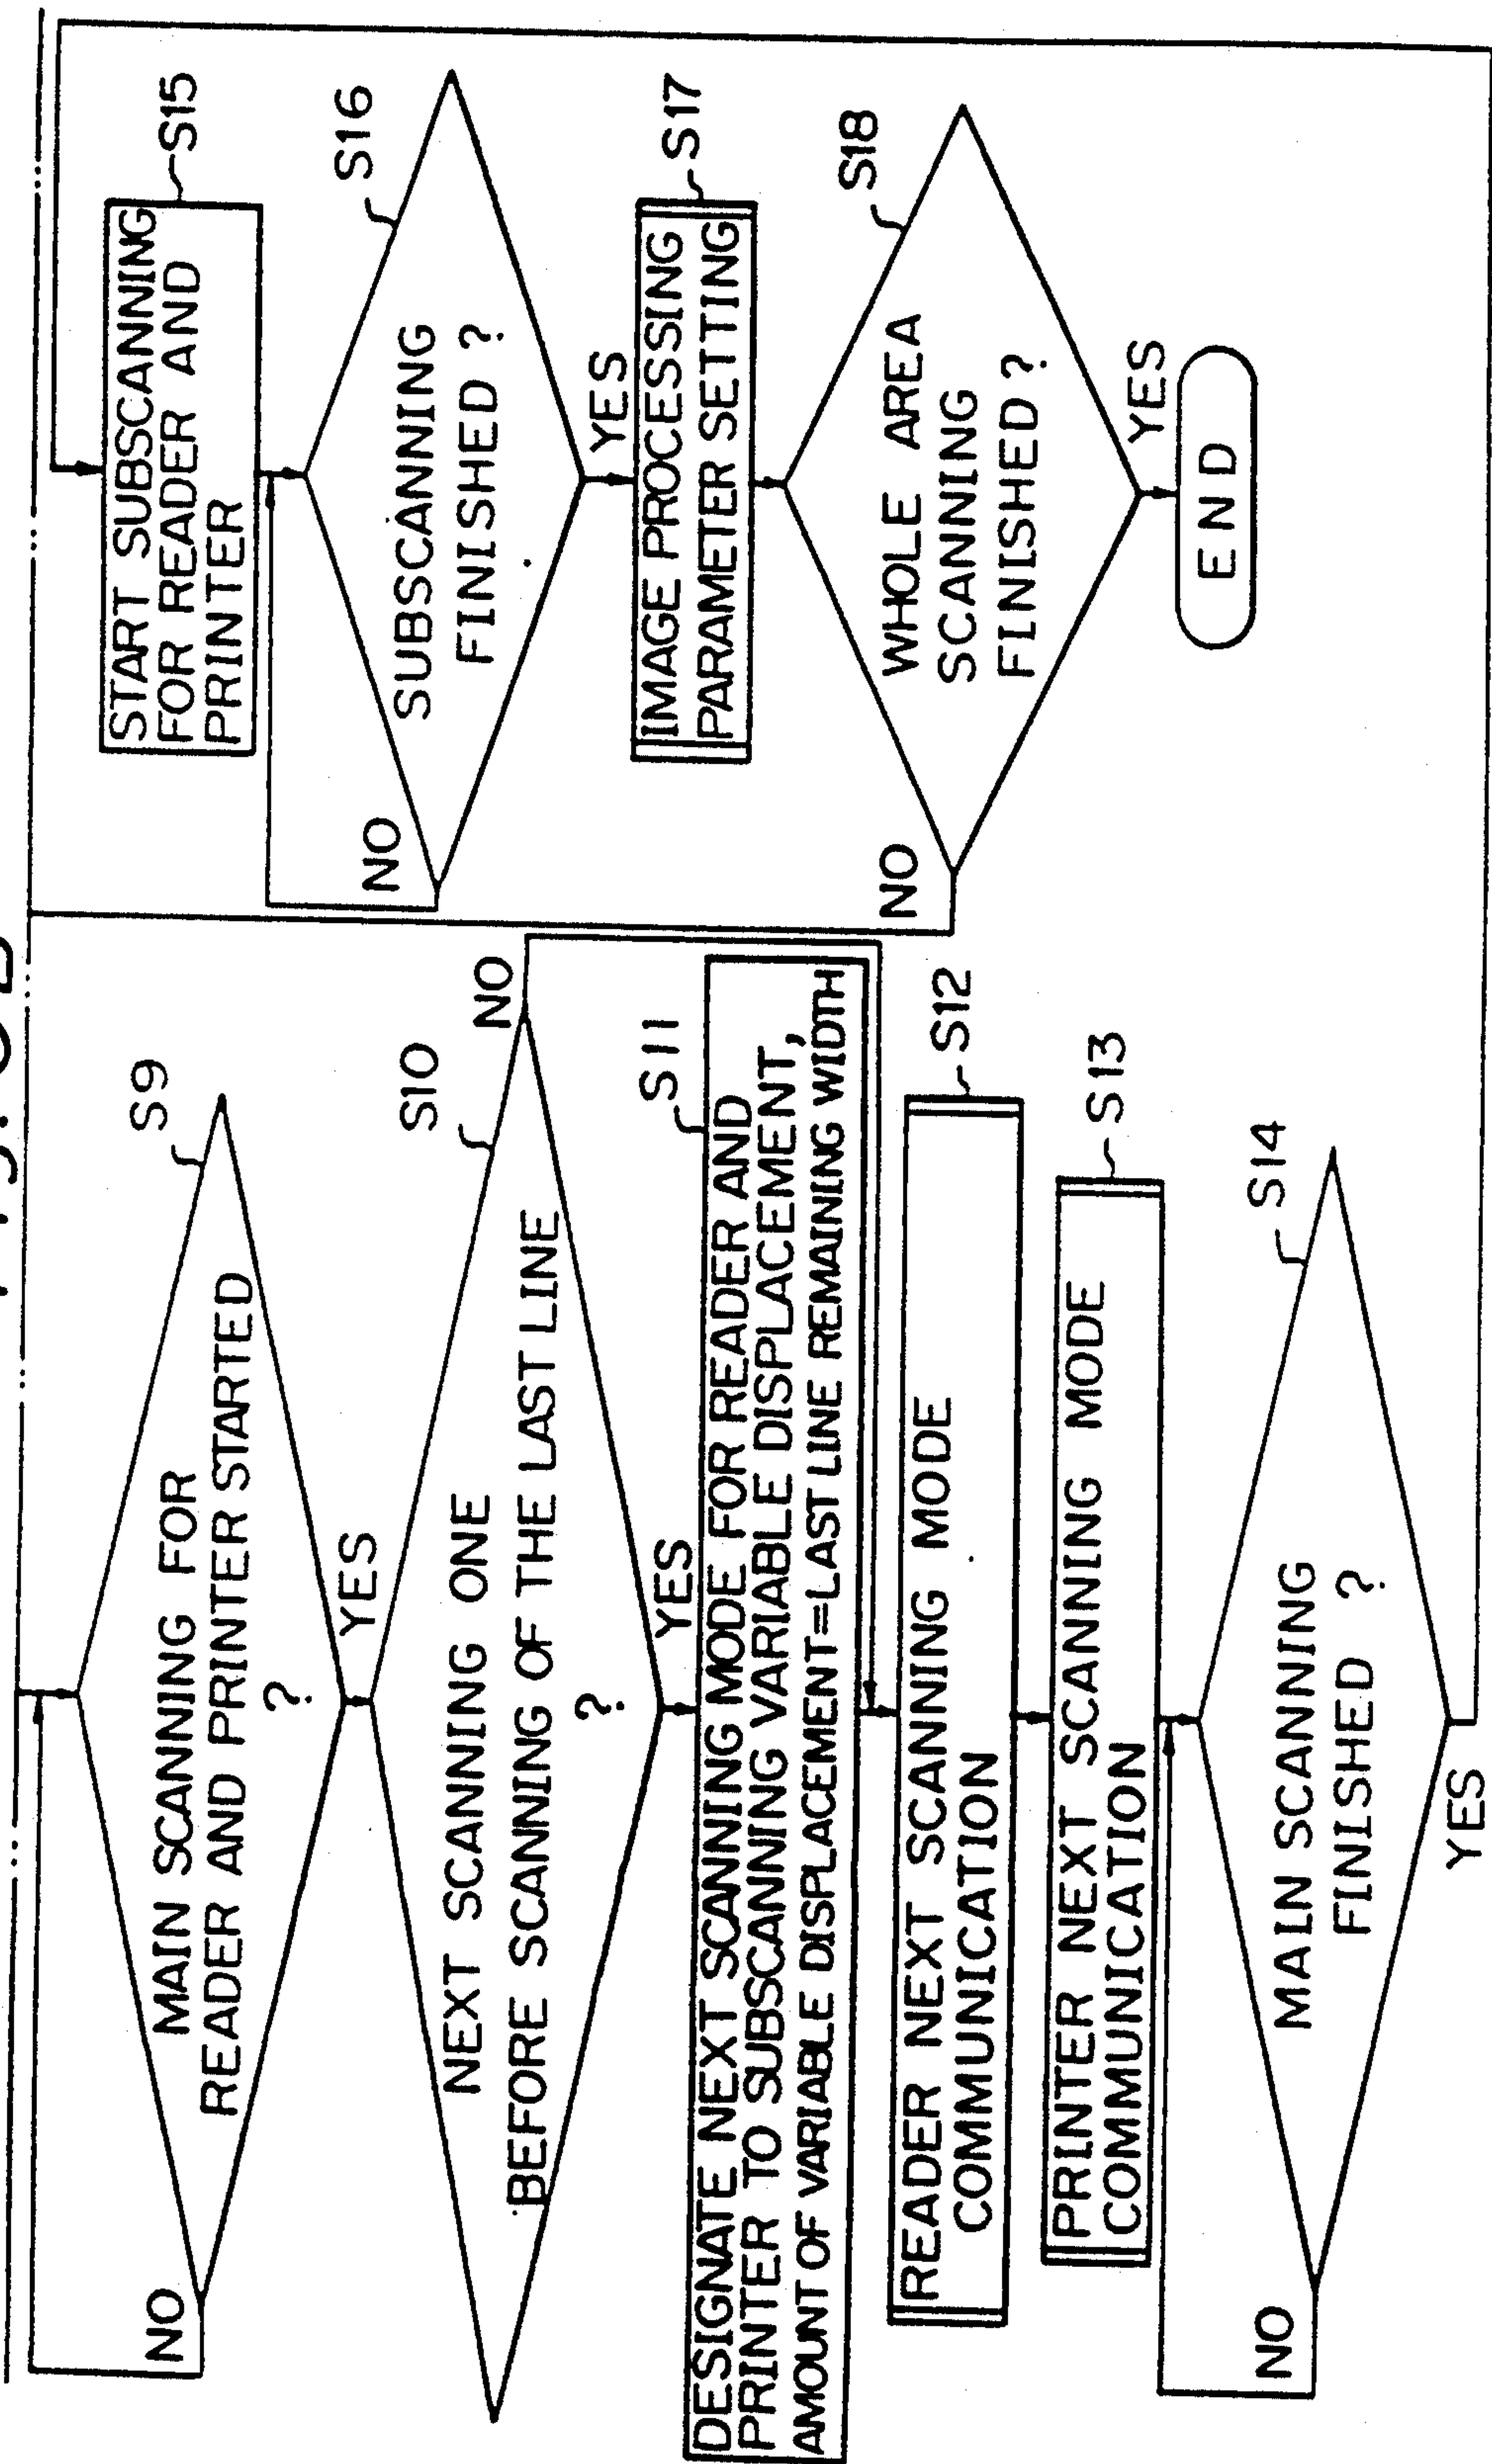 S9
MAIN SCANNING FOR
READER AND PRINTER STARTED
?
NO
YES
S10
NEXT SCANNING ONE
BEFORE SCANNING OF THE LAST LINE
?
NO
YES
S11
DESIGNATE NEXT SCANNING MODE FOR READER AND
PRINTER TO SUBSCANNING VARIABLE DISPLACEMENT,
AMOUNT OF VARIABLE DISPLACEMENT=LAST LINE REMAINING WIDTH
READER NEXT SCANNING MODE
COMMUNICATION
S12
PRINTER NEXT SCANNING MODE
COMMUNICATION
S13
S14
MAIN SCANNING
FINISHED ?
NO
YES
START SUBSCANNING
FOR READER AND
PRINTER
S15
S16
SUBSCANNING
FINISHED ?
NO
YES
IMAGE PROCESSING
PARAMETER SETTING
S17
S18
WHOLE AREA
SCANNING
FINISHED ?
NO
YES
END